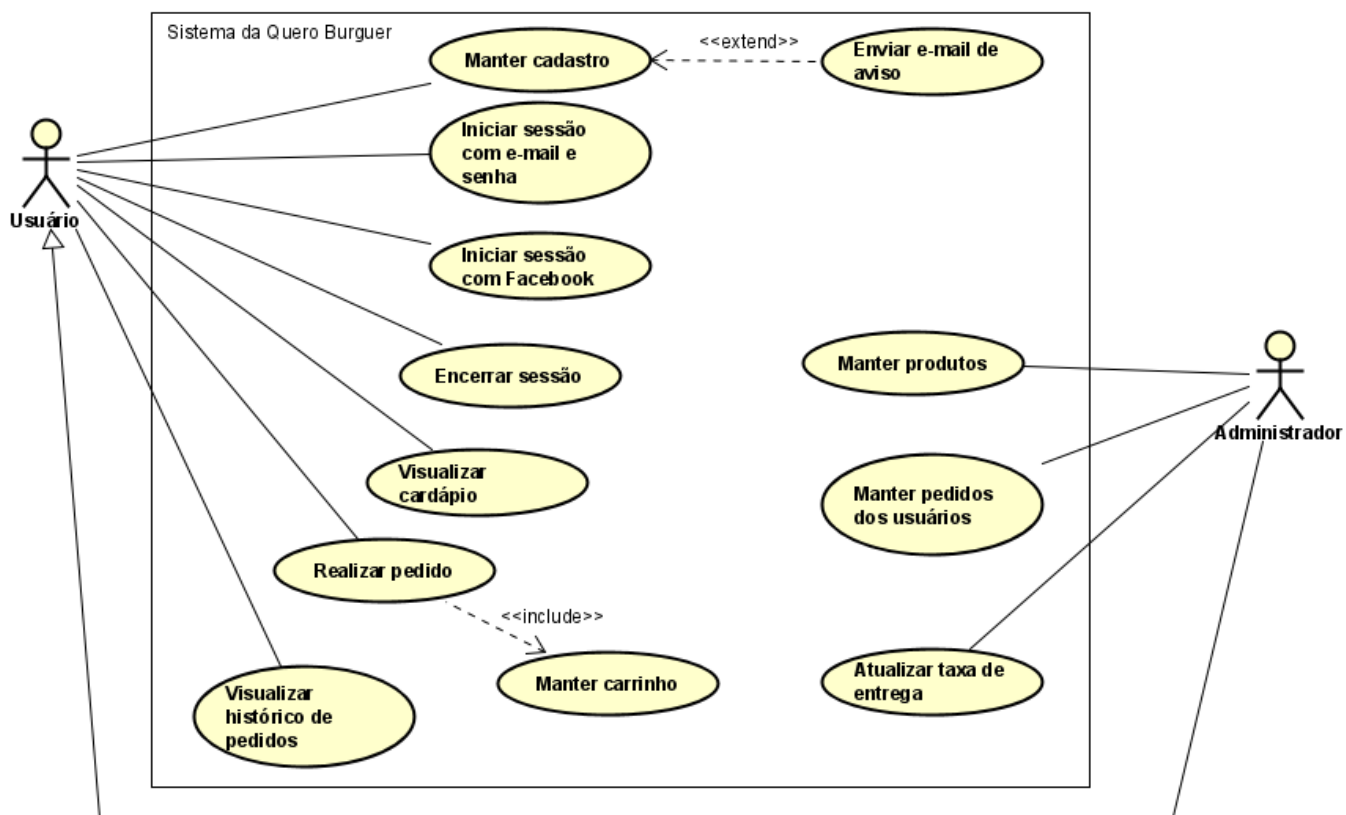 Sistema da Quero Burguer
Manter cadastro
<<extend>>
Enviar e-mail de
aviso
Iniciar sessão
com e-mail e
senha
Usuário
Iniciar sessão
com Facebook
Encerrar sessão
Manter produtos
Administrador
Visualizar
cardápio
Manter pedidos
dos usuários
Realizar pedido
<<include>>
Manter carrinho
Atualizar taxa de
entrega
Visualizar
histórico de
pedidos